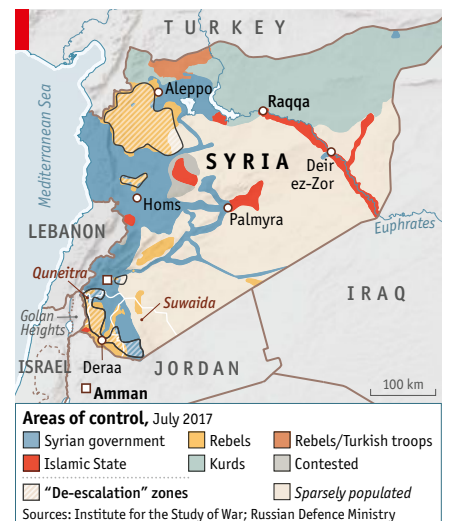 TURKEY
Aleppo
Raqqa
Mediterranean Sea
SYRIA
Deir
ez-Zor
Homs
Palmyra
LEBANON
Euphrates
Quneitra
IRAQ
Suwaida
Golan
Heights
ISRAEL
Deraa
JORDAN
Amman
100 km
Areas of control, July 2017
Syrian government
Rebels
Rebels/Turkish troops
Islamic State
Kurds
Contested
“De-escalation” zones
Sparsely populated
Sources: Institute for the Study of War; Russian Defence Ministry